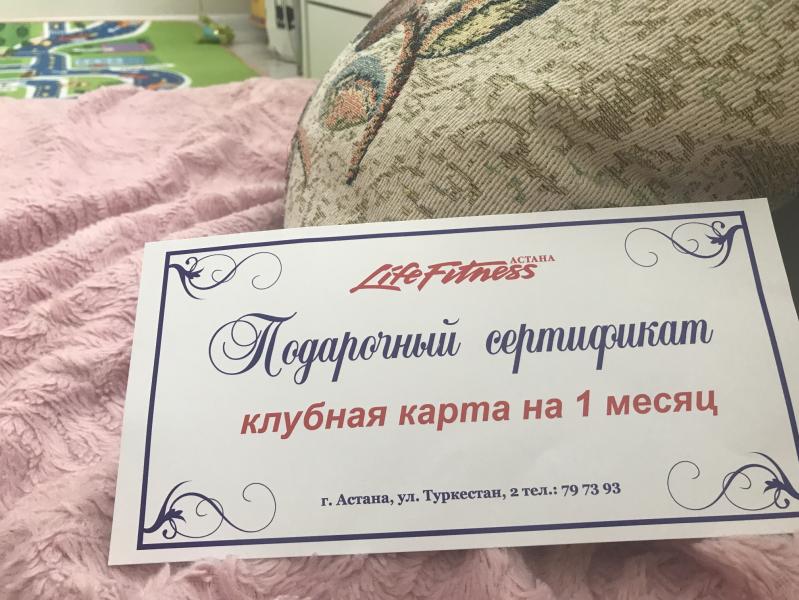 LifeFitness АСТАНА
Подарочный сертификат
клубная карта на 1 месяц
г. Астана, ул. Туркестан, 2 тел.: 79 73 93